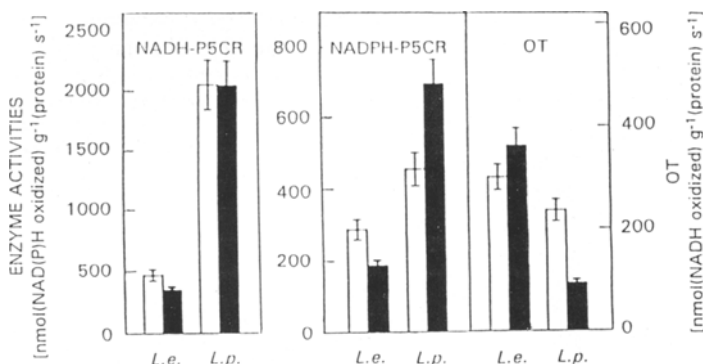 ENZYME ACTIVITIES
[nmol(NAD(P)H oxidized) g⁻¹(protein) s⁻¹]
2500
2000
1500
1000
500
0
NADH-P5CR
L.e. L.p.
800
600
400
200
0
NADPH-P5CR
L.e. L.p.
OT
L.e. L.p.
600
400
200
0
OT
[nmol(NADH oxidized) g⁻¹(protein) s⁻¹]